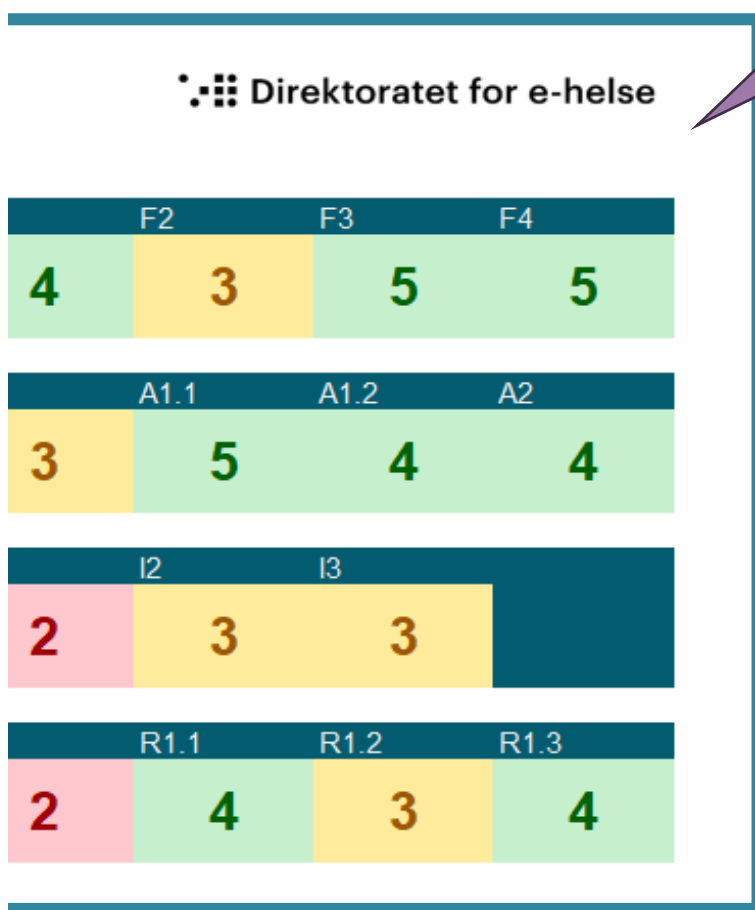 Direktoratet for e-helse
F2 F3 F4
4 3 5 5
A1.1 A1.2 A2
3 5 4 4
I2 I3
2 3 3
R1.1 R1.2 R1.3
2 4 3 4